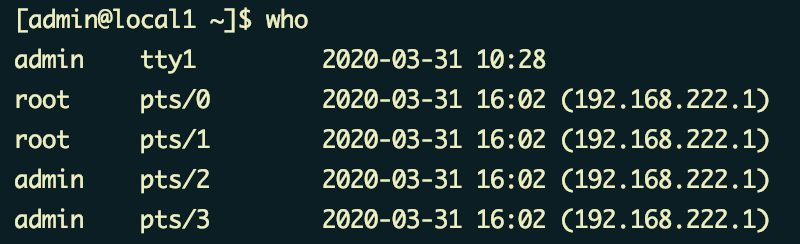 [admin@local1 ~]$ who
admin    tty1         2020-03-31 10:28
root     pts/0        2020-03-31 16:02 (192.168.222.1)
root     pts/1        2020-03-31 16:02 (192.168.222.1)
admin    pts/2        2020-03-31 16:02 (192.168.222.1)
admin    pts/3        2020-03-31 16:02 (192.168.222.1)